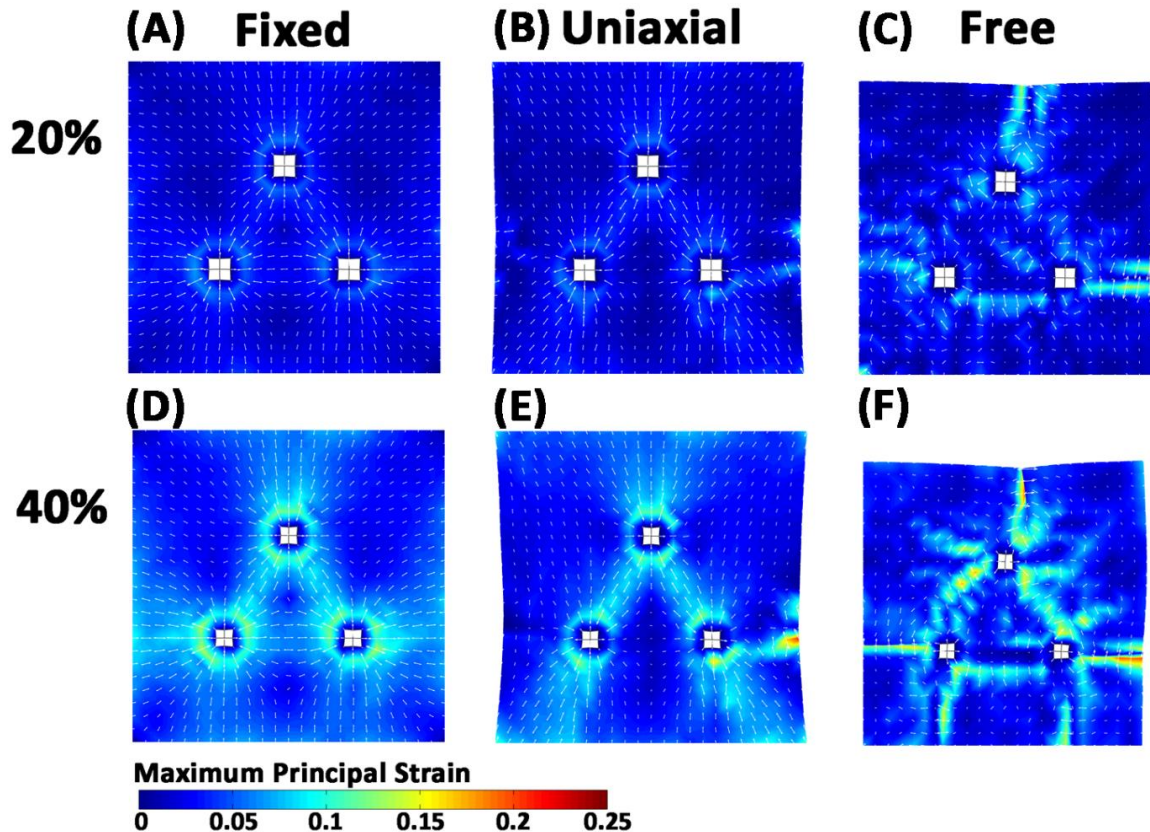 (A) Fixed
(B) Uniaxial
(C) Free
20%
(D)
(E)
(F)
40%
Maximum Principal Strain
0 0.05 0.1 0.15 0.2 0.25